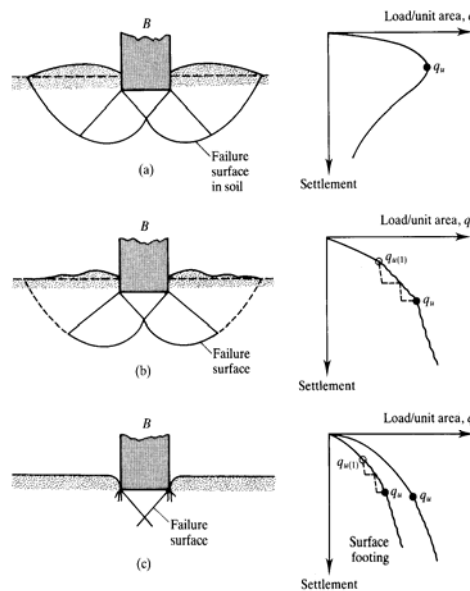 B
Load/unit area, q
q_u
Failure
surface
in soil
(a)
Settlement
B
Load/unit area, q
q_u(1)
q_u
Failure
surface
(b)
Settlement
B
Load/unit area, q
q_u(1)
q_u
q_u
Failure
surface
Surface
footing
(c)
Settlement